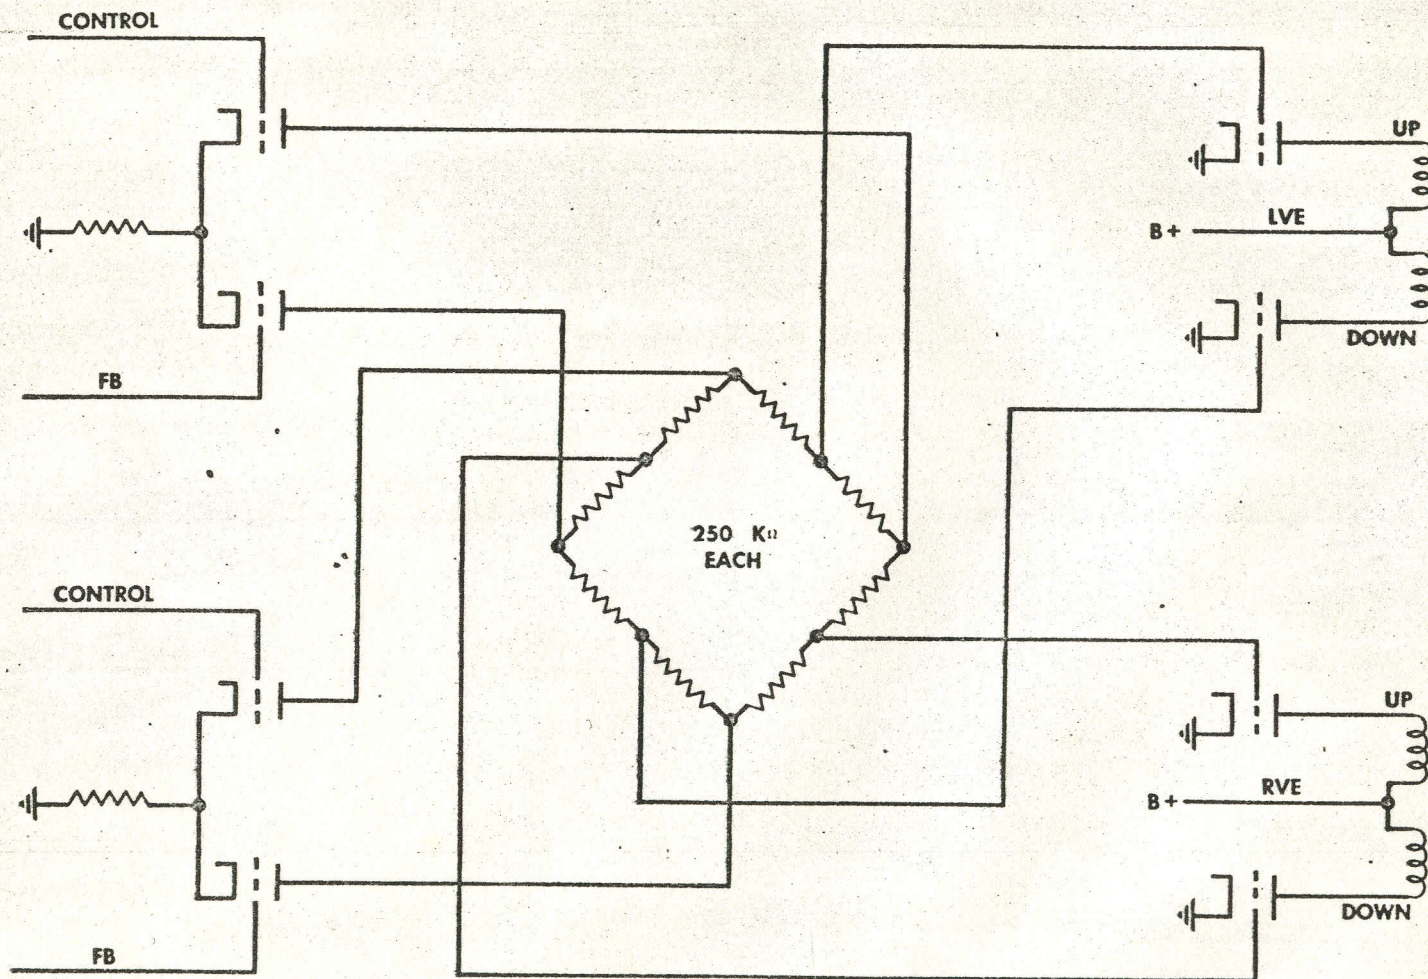 CONTROL
UP
LVE
B+
DOWN
FB
250 KΩ
EACH
CONTROL
UP
RVE
B+
DOWN
FB